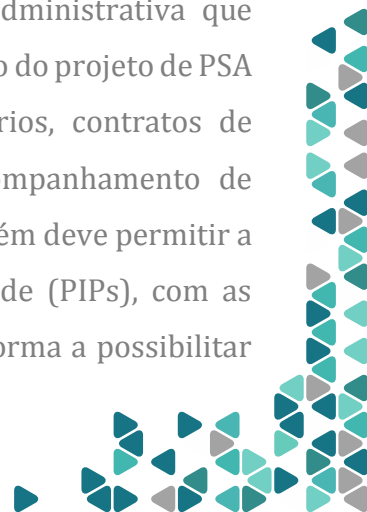 dministrativa que
o do projeto de PSA
rios, contratos de
ompanhamento de
ém deve permitir a
de (PIPs), com as
orma a possibilitar